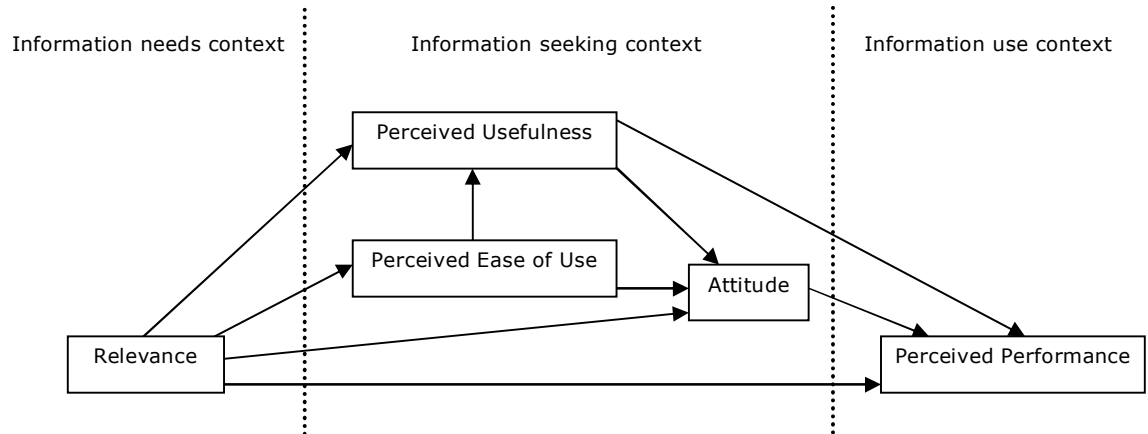 Information needs context
Information seeking context
Information use context
Perceived Usefulness
Perceived Ease of Use
Attitude
Relevance
Perceived Performance